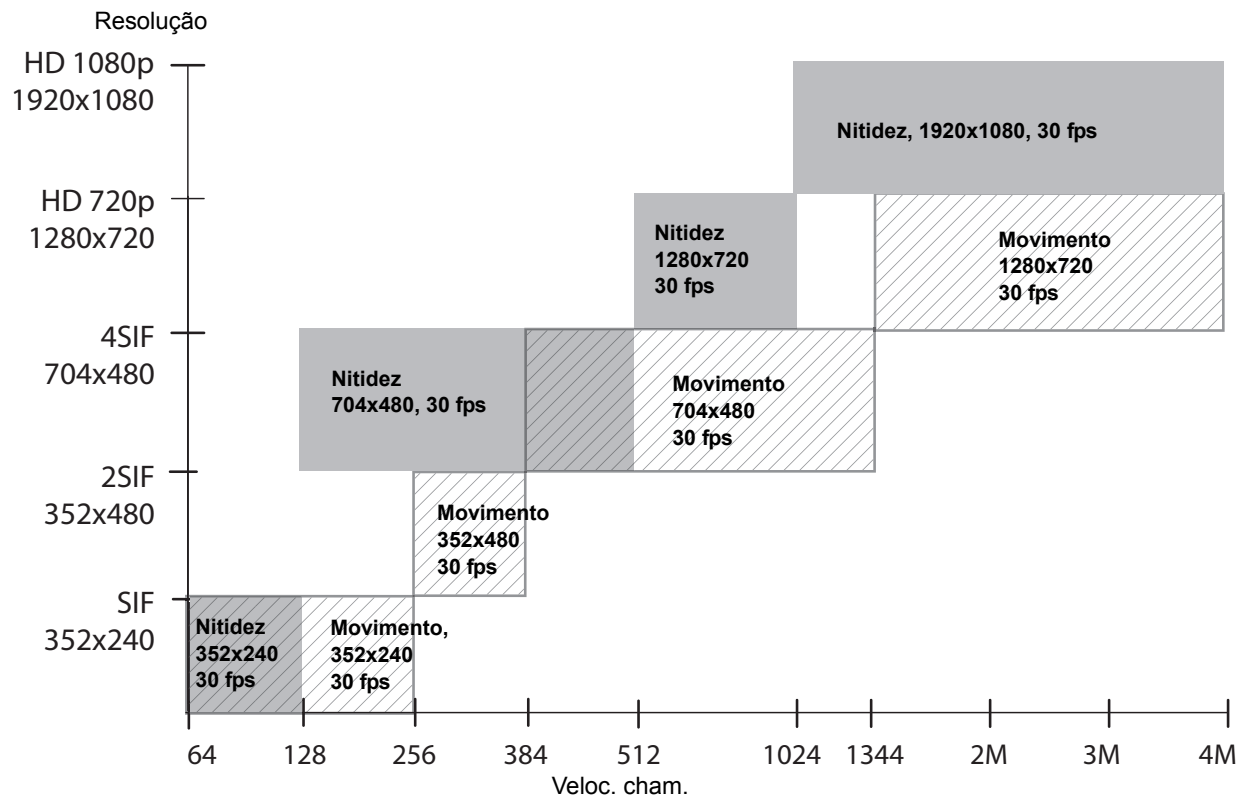 Resolução
HD 1080p
1920x1080
Nitidez, 1920x1080, 30 fps
HD 720p
1280x720
Nitidez
1280x720
30 fps
Movimento
1280x720
30 fps
4SIF
704x480
Nitidez
704x480, 30 fps
Movimento
704x480
30 fps
2SIF
352x480
Movimento
352x480
30 fps
SIF
352x240
Nitidez
352x240
30 fps
Movimento,
352x240
30 fps
64 128 256 384 512 1024 1344 2M 3M 4M
Veloc. cham.